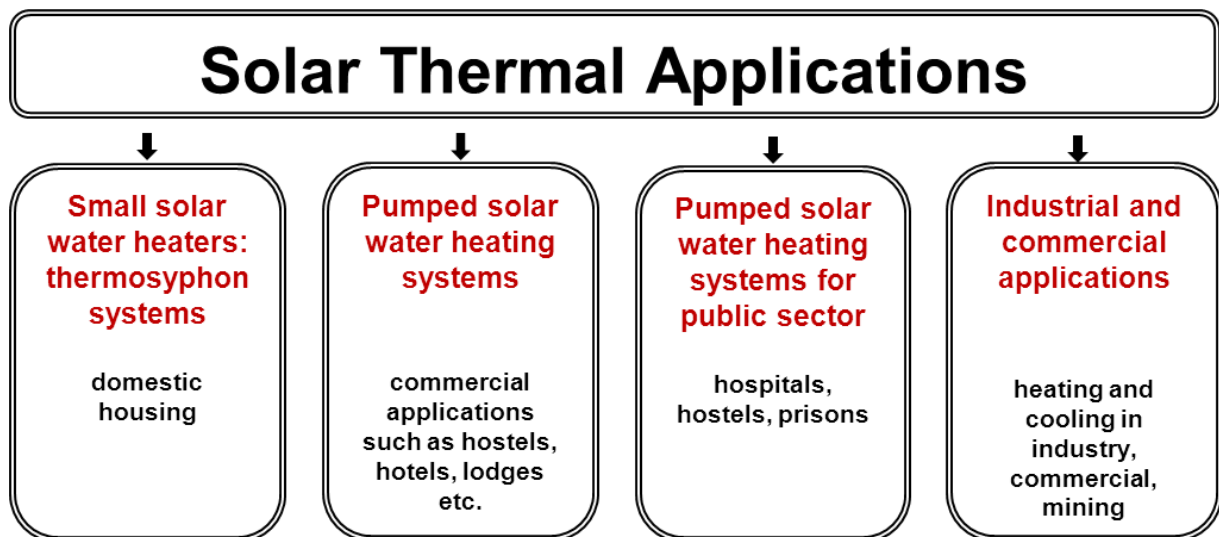 Solar Thermal Applications
Small solar
water heaters:
thermosyphon
systems
domestic
housing
Pumped solar
water heating
systems
commercial
applications
such as hostels,
hotels, lodges
etc.
Pumped solar
water heating
systems for
public sector
hospitals,
hostels, prisons
Industrial and
commercial
applications
heating and
cooling in
industry,
commercial,
mining